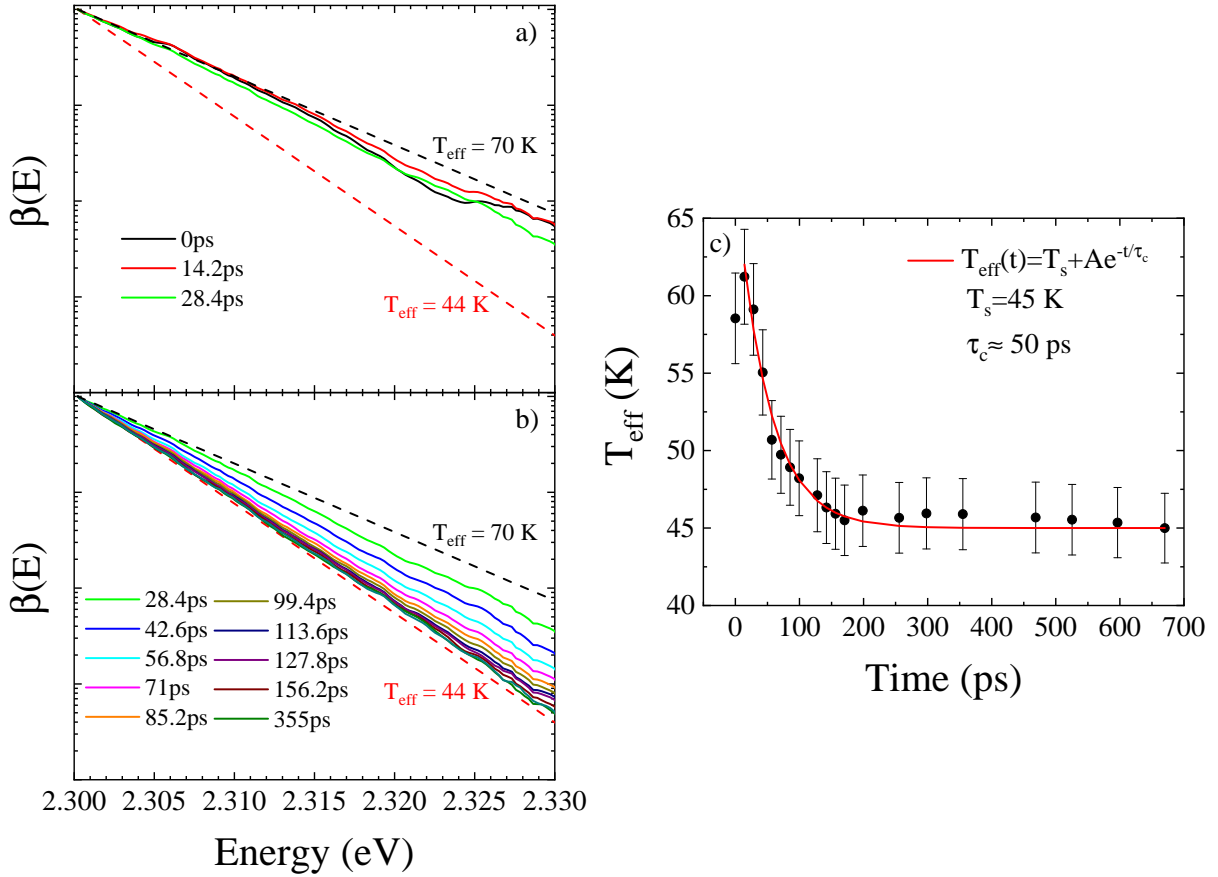 a)
β(E)
T_eff = 70 K
0ps
14.2ps
28.4ps
T_eff = 44 K
b)
β(E)
T_eff = 70 K
28.4ps
42.6ps
56.8ps
71ps
85.2ps
99.4ps
113.6ps
127.8ps
156.2ps
355ps
T_eff = 44 K
2.300 2.305 2.310 2.315 2.320 2.325 2.330
Energy (eV)
c)
T_eff(t)=T_s+Ae^{-t/τ_c}
T_s=45 K
τ_c≈ 50 ps
T_eff (K)
65
60
55
50
45
40
0 100 200 300 400 500 600 700
Time (ps)